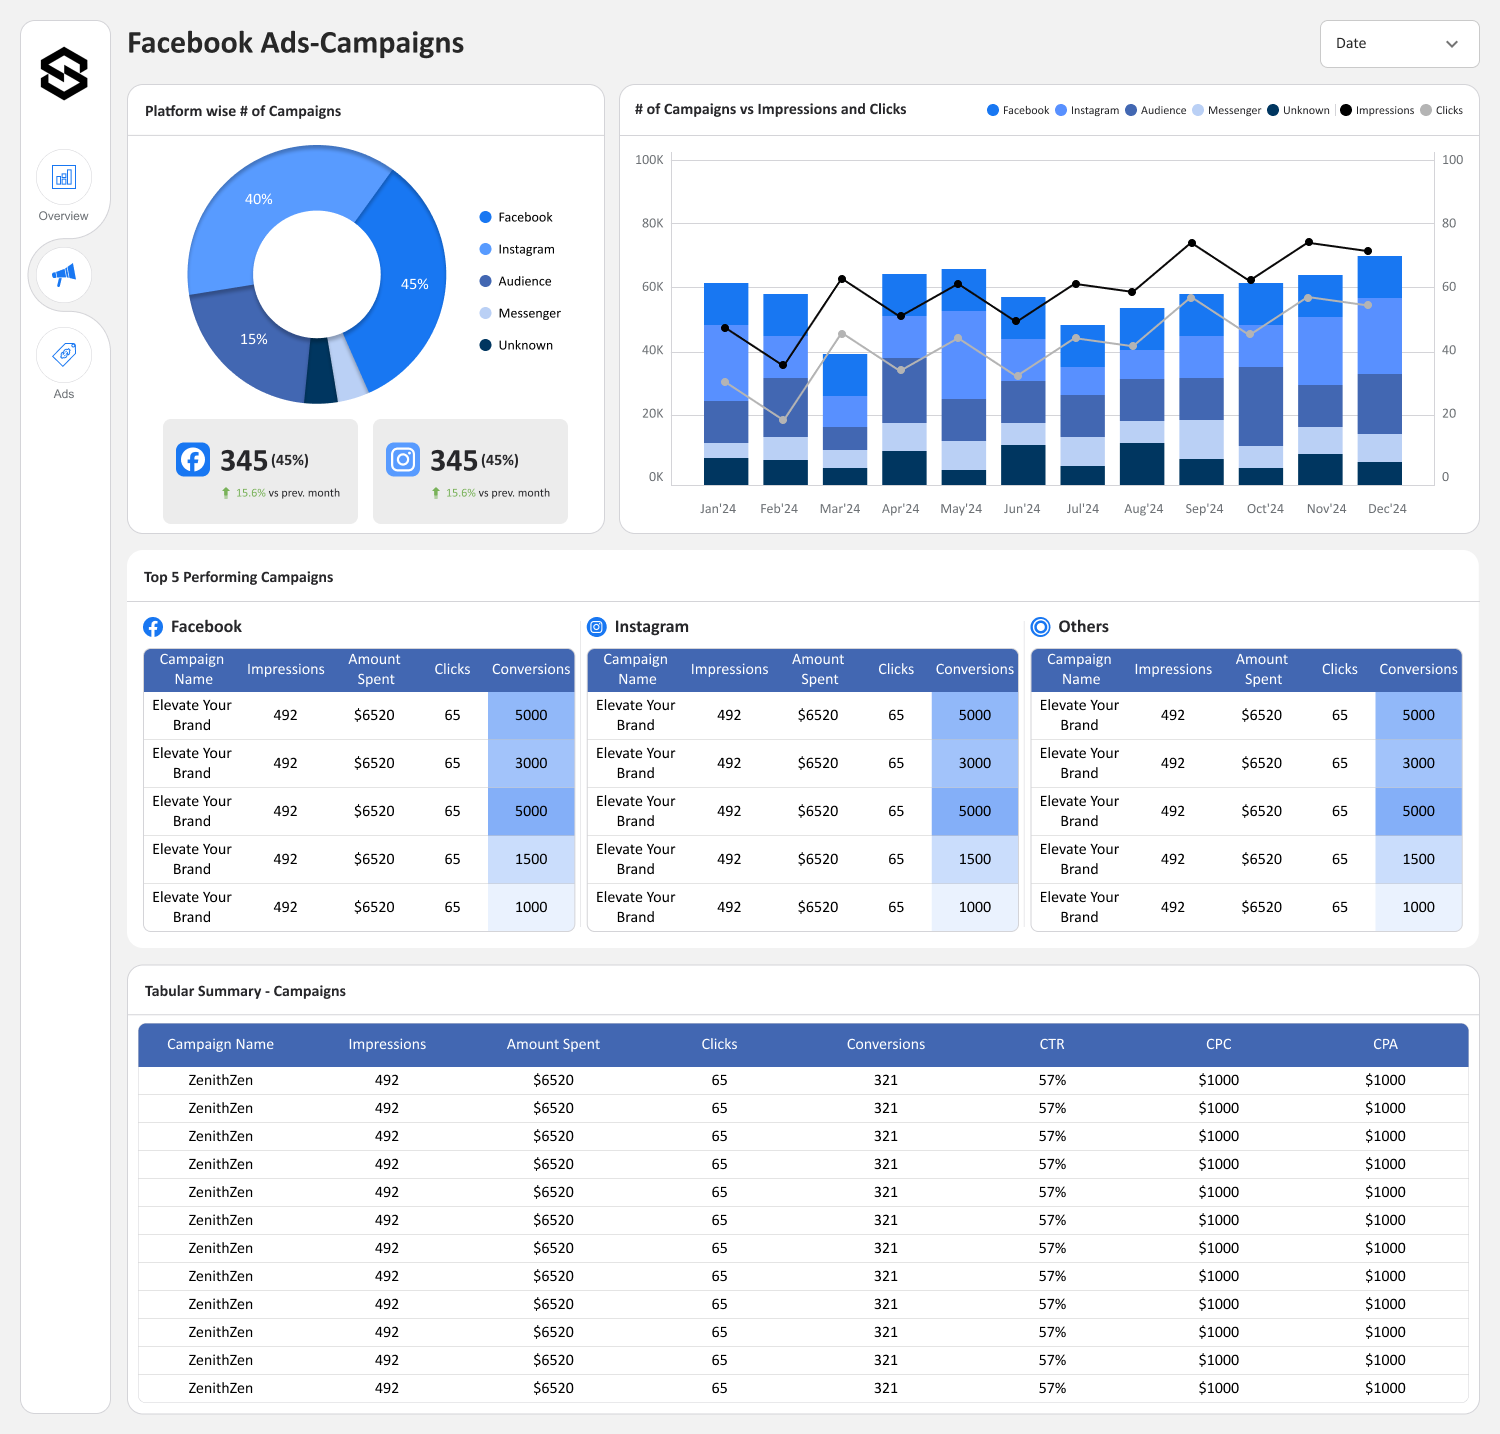 Facebook Ads-Campaigns
Date
Overview
Ads
Platform wise # of Campaigns
40%
45%
15%
Facebook
Instagram
Audience
Messenger
Unknown
345 (45%)
15.6% vs prev. month
345 (45%)
15.6% vs prev. month
# of Campaigns vs Impressions and Clicks
Facebook Instagram Audience Messenger Unknown Impressions Clicks
100K 100
80K 80
60K 60
40K 40
20K 20
0K 0
Jan'24 Feb'24 Mar'24 Apr'24 May'24 Jun'24 Jul'24 Aug'24 Sep'24 Oct'24 Nov'24 Dec'24
Top 5 Performing Campaigns
Facebook
Campaign Name Impressions Amount Spent Clicks Conversions
Elevate Your Brand 492 $6520 65 5000
Elevate Your Brand 492 $6520 65 3000
Elevate Your Brand 492 $6520 65 5000
Elevate Your Brand 492 $6520 65 1500
Elevate Your Brand 492 $6520 65 1000
Instagram
Campaign Name Impressions Amount Spent Clicks Conversions
Elevate Your Brand 492 $6520 65 5000
Elevate Your Brand 492 $6520 65 3000
Elevate Your Brand 492 $6520 65 5000
Elevate Your Brand 492 $6520 65 1500
Elevate Your Brand 492 $6520 65 1000
Others
Campaign Name Impressions Amount Spent Clicks Conversions
Elevate Your Brand 492 $6520 65 5000
Elevate Your Brand 492 $6520 65 3000
Elevate Your Brand 492 $6520 65 5000
Elevate Your Brand 492 $6520 65 1500
Elevate Your Brand 492 $6520 65 1000
Tabular Summary - Campaigns
Campaign Name Impressions Amount Spent Clicks Conversions CTR CPC CPA
ZenithZen 492 $6520 65 321 57% $1000 $1000
ZenithZen 492 $6520 65 321 57% $1000 $1000
ZenithZen 492 $6520 65 321 57% $1000 $1000
ZenithZen 492 $6520 65 321 57% $1000 $1000
ZenithZen 492 $6520 65 321 57% $1000 $1000
ZenithZen 492 $6520 65 321 57% $1000 $1000
ZenithZen 492 $6520 65 321 57% $1000 $1000
ZenithZen 492 $6520 65 321 57% $1000 $1000
ZenithZen 492 $6520 65 321 57% $1000 $1000
ZenithZen 492 $6520 65 321 57% $1000 $1000
ZenithZen 492 $6520 65 321 57% $1000 $1000
ZenithZen 492 $6520 65 321 57% $1000 $1000